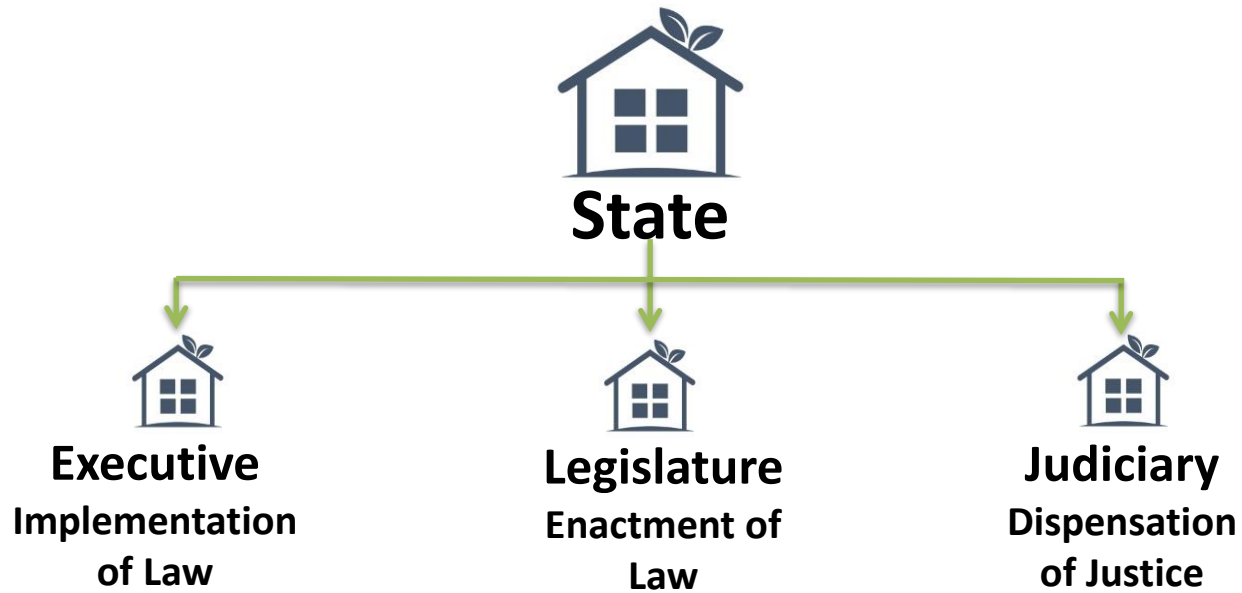 State
Executive
Implementation
of Law
Legislature
Enactment of
Law
Judiciary
Dispensation
of Justice